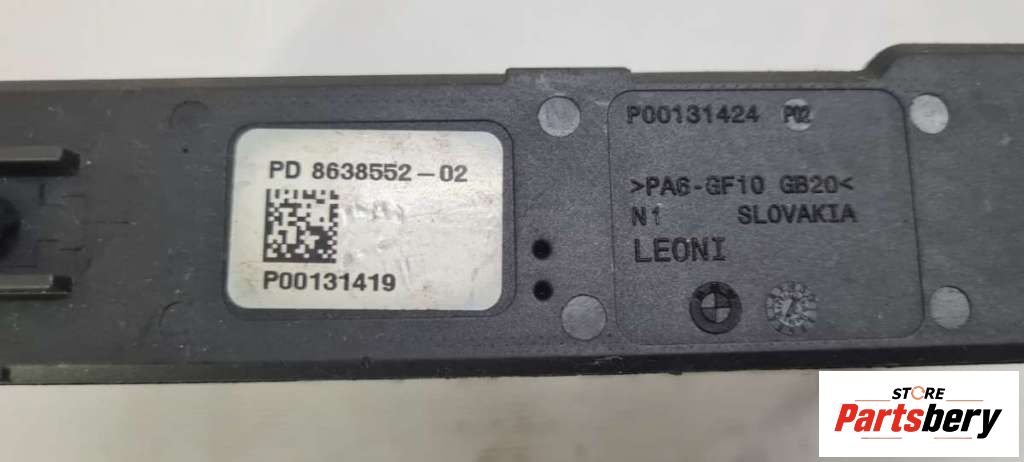 PD 8638552-02
P00131419
P00131424 P02
>PA6-GF10 GB20<
N1 SLOVAKIA
LEONI
STORE
Partsbery